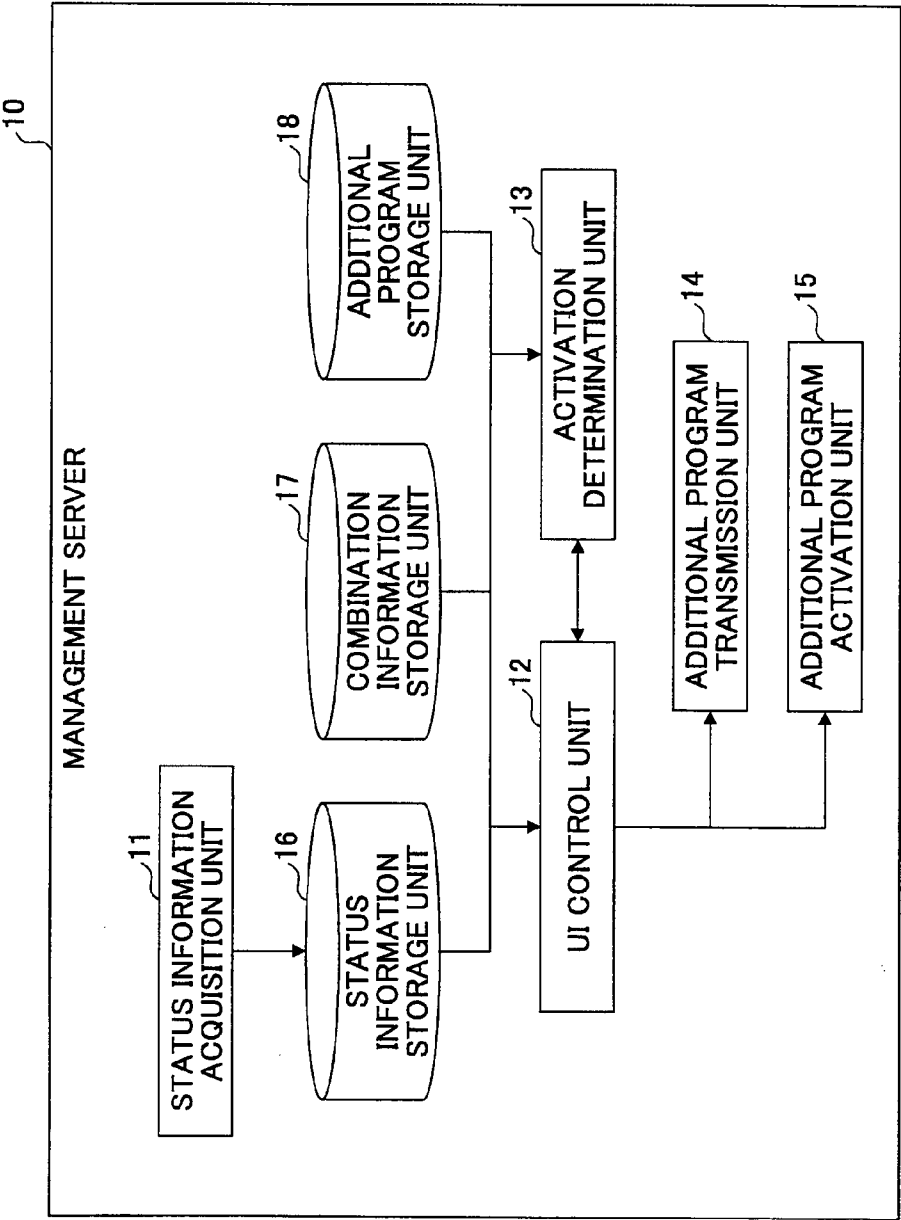 10
MANAGEMENT SERVER
11
STATUS INFORMATION
ACQUISITION UNIT
16
STATUS
INFORMATION
STORAGE UNIT
17
COMBINATION
INFORMATION
STORAGE UNIT
18
ADDITIONAL
PROGRAM
STORAGE UNIT
12
UI CONTROL UNIT
13
ACTIVATION
DETERMINATION UNIT
14
ADDITIONAL PROGRAM
TRANSMISSION UNIT
15
ADDITIONAL PROGRAM
ACTIVATION UNIT